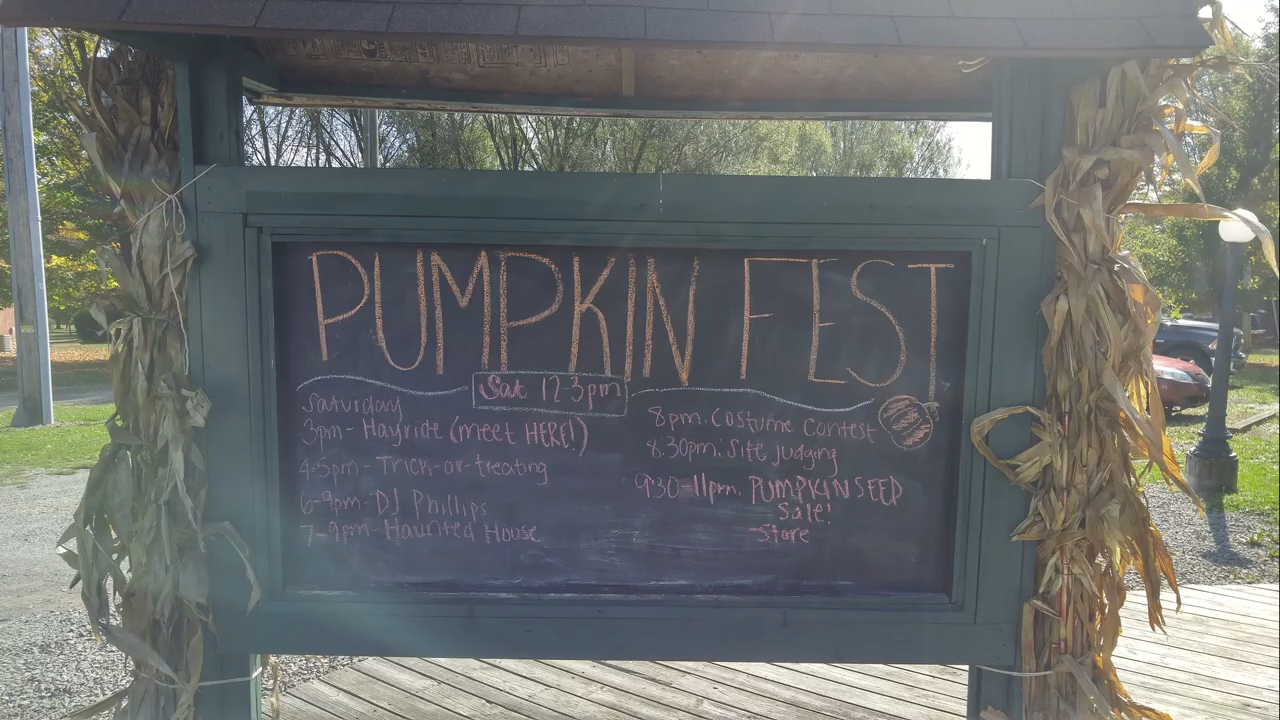 PUMPKIN FEST
Sat 12-3pm
Saturday
3pm- Hayride (meet HERE!)
4-5pm- Trick-or-treating
6-9pm- DJ Phillips
7-9pm- Haunted House
8pm. Costume Contest
8:30pm. Site judging
9:30-11pm. PUMPKIN SEED
Sale!
-Store